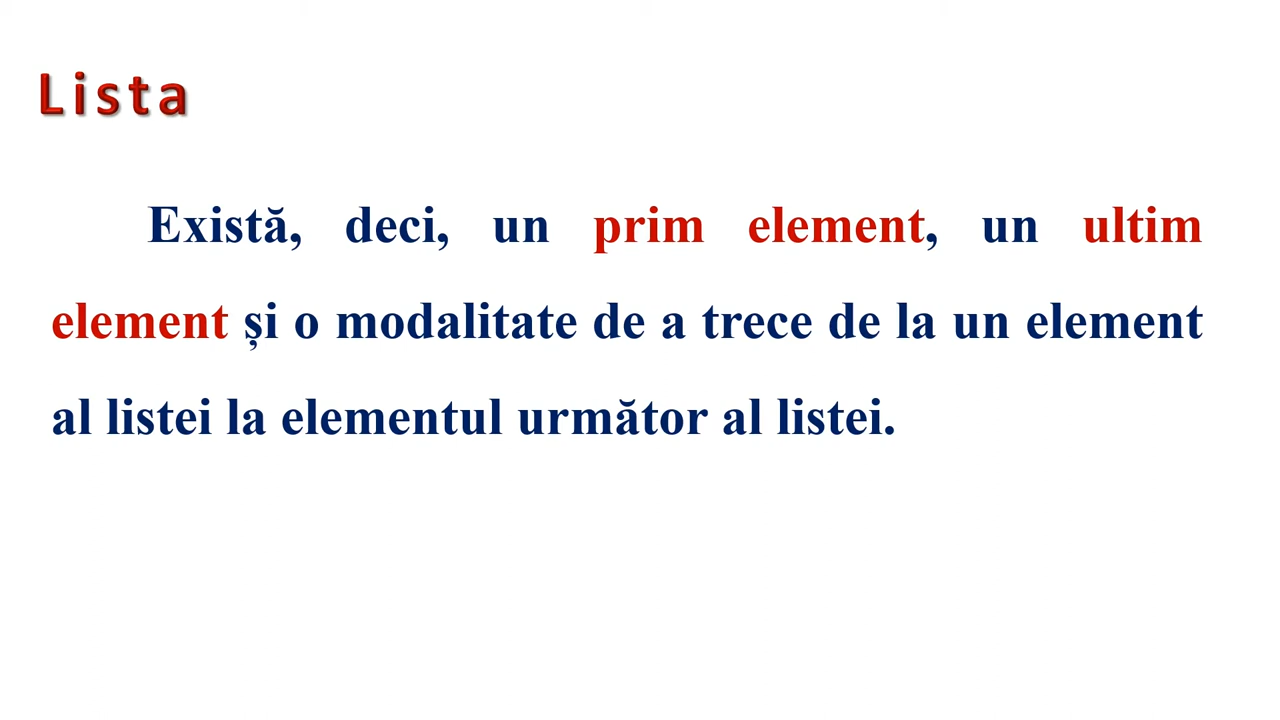 Lista
Există, deci, un prim element, un ultim
element și o modalitate de a trece de la un element
al listei la elementul următor al listei.